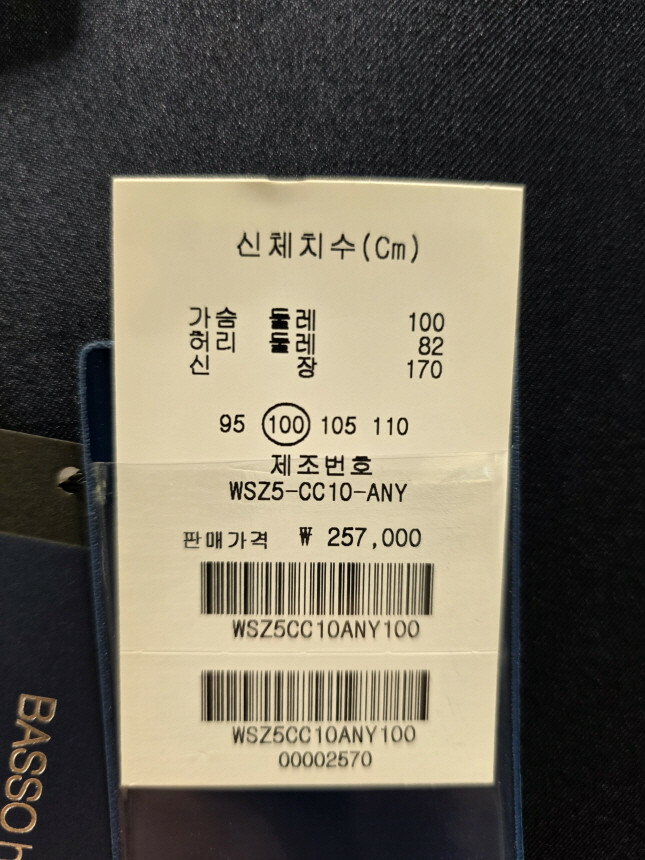 신체치수(Cm)
가슴 둘레 100
허리 둘레 82
신 장 170
95 100 105 110
제조번호
WSZ5-CC10-ANY
판매가격 ₩ 257,000
WSZ5CC10ANY100
WSZ5CC10ANY100
00002570
BASSO h